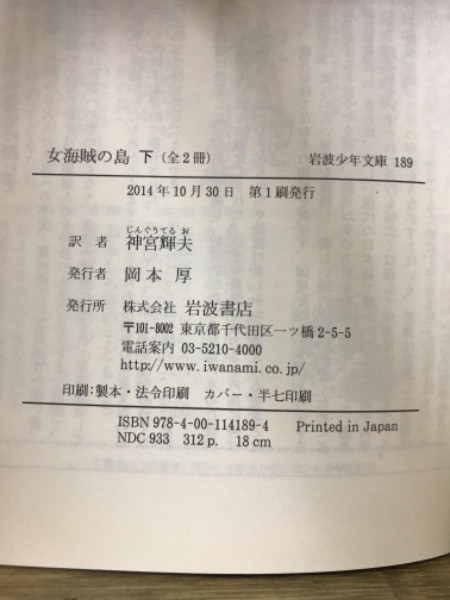 女海賊の島 下 (全2冊) 岩波少年文庫 189
2014年10月30日 第1刷発行
じんぐうてる お
訳 者 神宮輝夫
発行者 岡本 厚
発行所 株式会社 岩波書店
〒101-8002 東京都千代田区一ツ橋2-5-5
電話案内 03-5210-4000
http://www.iwanami.co.jp/
印刷:製本・法令印刷 カバー・半七印刷
ISBN 978-4-00-114189-4 Printed in Japan
NDC 933 312 p. 18 cm